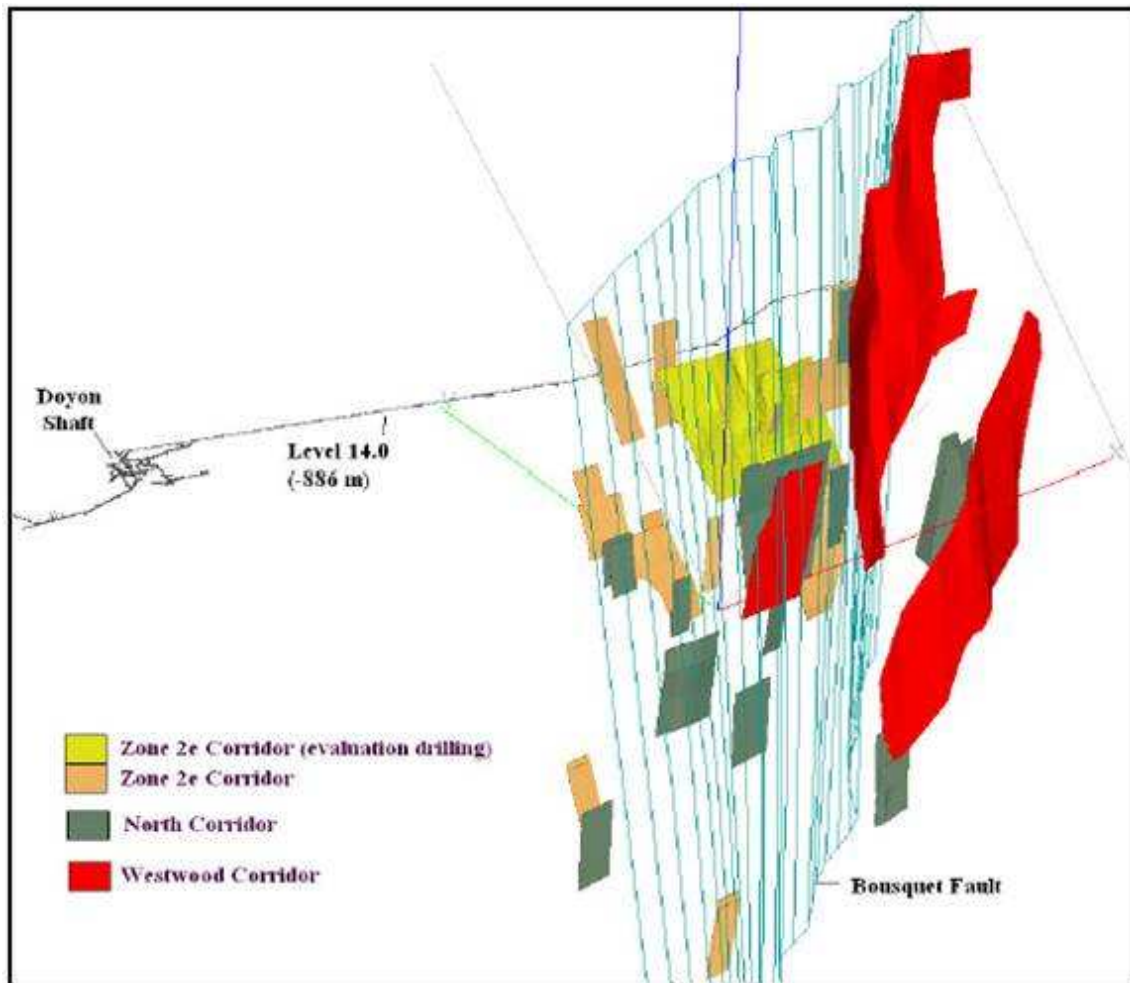 Doyon
Shaft
Level 14.0
(-886 m)
Zone 2e Corridor (evaluation drilling)
Zone 2e Corridor
North Corridor
Westwood Corridor
Bousquet Fault